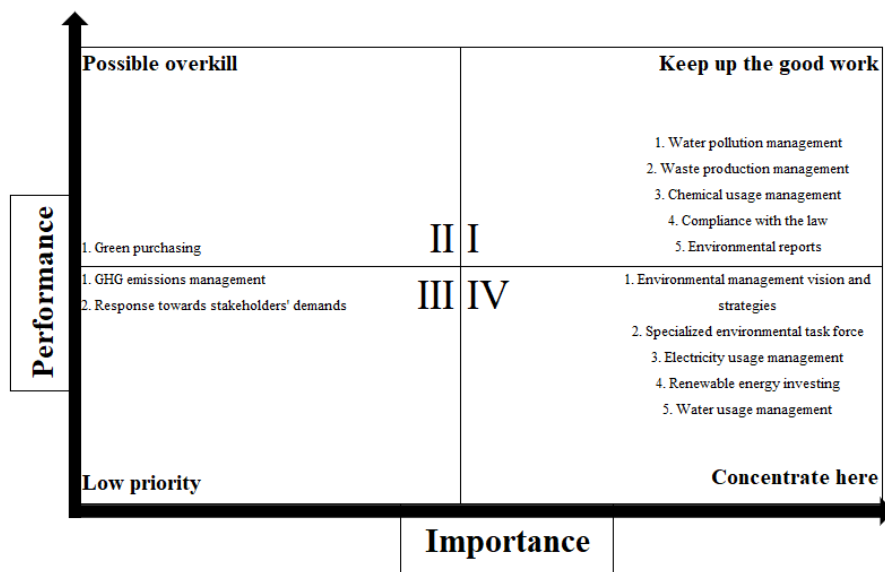 Possible overkill
Keep up the good work
1. Water pollution management
2. Waste production management
3. Chemical usage management
4. Compliance with the law
5. Environmental reports
1. Green purchasing
II
I
Performance
1. GHG emissions management
2. Response towards stakeholders' demands
III
IV
1. Environmental management vision and
strategies
2. Specialized environmental task force
3. Electricity usage management
4. Renewable energy investing
5. Water usage management
Low priority
Concentrate here
Importance